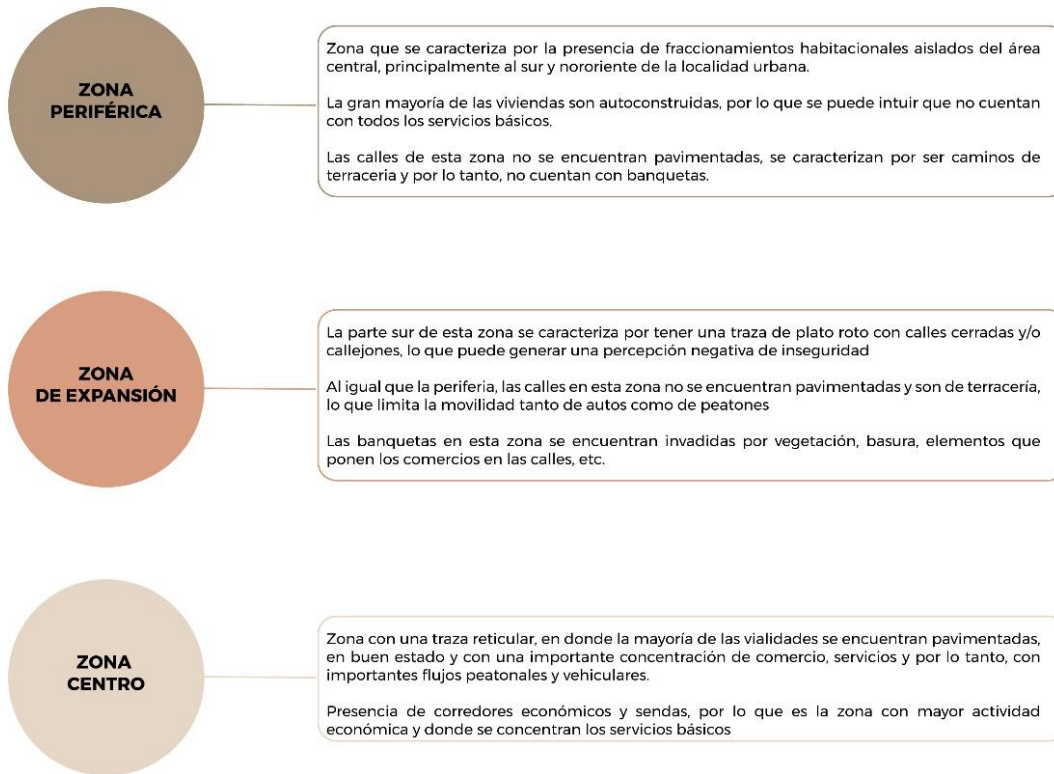 ZONA
PERIFÉRICA
Zona que se caracteriza por la presencia de fraccionamientos habitacionales aislados del área
central, principalmente al sur y nororiente de la localidad urbana.
La gran mayoría de las viviendas son autoconstruidas, por lo que se puede intuir que no cuentan
con todos los servicios básicos.
Las calles de esta zona no se encuentran pavimentadas, se caracterizan por ser caminos de
terraceria y por lo tanto, no cuentan con banquetas.
ZONA
DE EXPANSIÓN
La parte sur de esta zona se caracteriza por tener una traza de plato roto con calles cerradas y/o
callejones, lo que puede generar una percepción negativa de inseguridad
Al igual que la periferia, las calles en esta zona no se encuentran pavimentadas y son de terracería,
lo que limita la movilidad tanto de autos como de peatones
Las banquetas en esta zona se encuentran invadidas por vegetación, basura, elementos que
ponen los comercios en las calles, etc.
ZONA
CENTRO
Zona con una traza reticular, en donde la mayoría de las vialidades se encuentran pavimentadas,
en buen estado y con una importante concentración de comercio, servicios y por lo tanto, con
importantes flujos peatonales y vehiculares.
Presencia de corredores económicos y sendas, por lo que es la zona con mayor actividad
económica y donde se concentran los servicios básicos